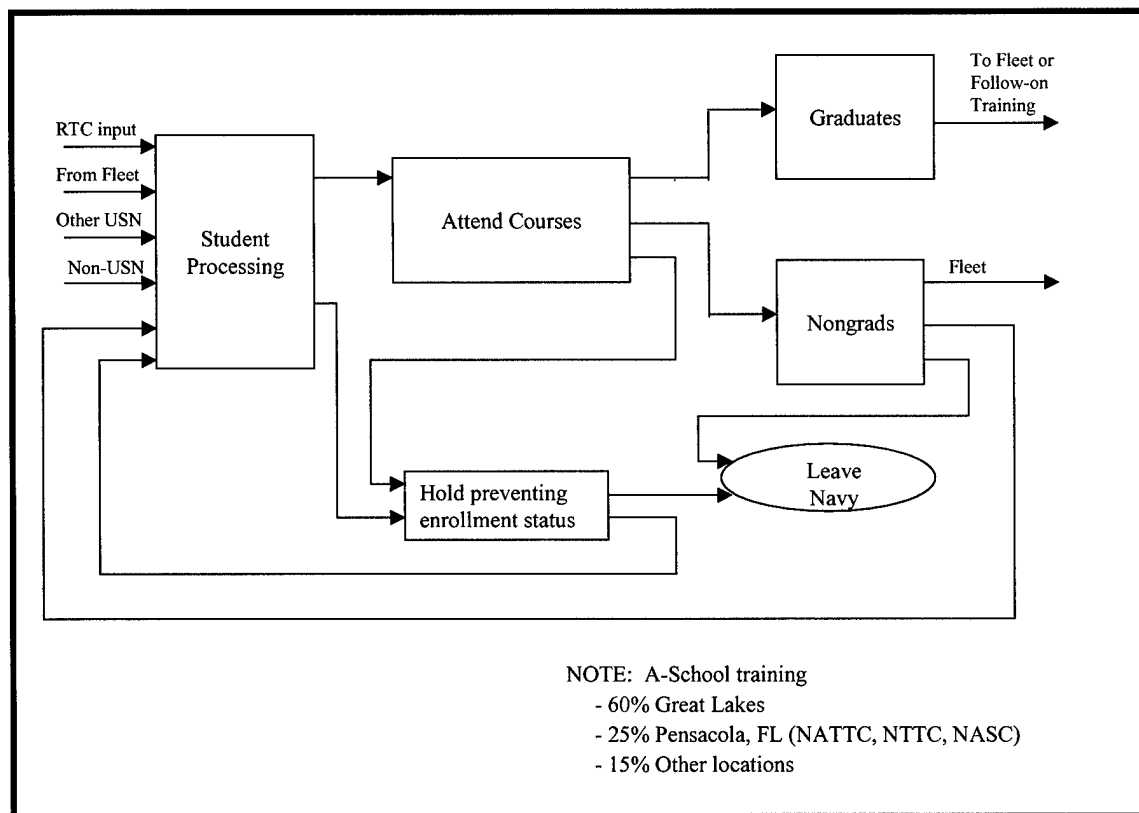 To Fleet or
Follow-on
Training
Graduates
RTC input
From Fleet
Other USN
Non-USN
Student
Processing
Attend Courses
Fleet
Nongrads
Hold preventing
enrollment status
Leave
Navy
NOTE: A-School training
- 60% Great Lakes
- 25% Pensacola, FL (NATTC, NTTC, NASC)
- 15% Other locations